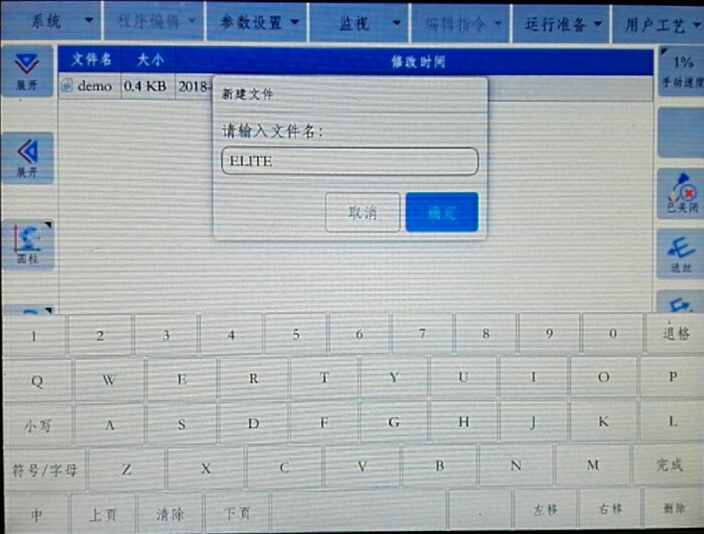 系统 程序编辑 参数设置 监视 编辑指令 运行准备 用户工艺
文件名 大小 修改时间
demo 0.4 KB 2018-
展开
展开
圆柱
新建文件
请输入文件名：
ELITE
取消 确定
1%
手动速度
已关闭
送丝
1 2 3 4 5 6 7 8 9 0 退格
Q W E R T Y U I O P
小写 A S D F G H J K L
符号/字母 Z X C V B N M 完成
中 上页 清除 下页 . 左移 右移 删除